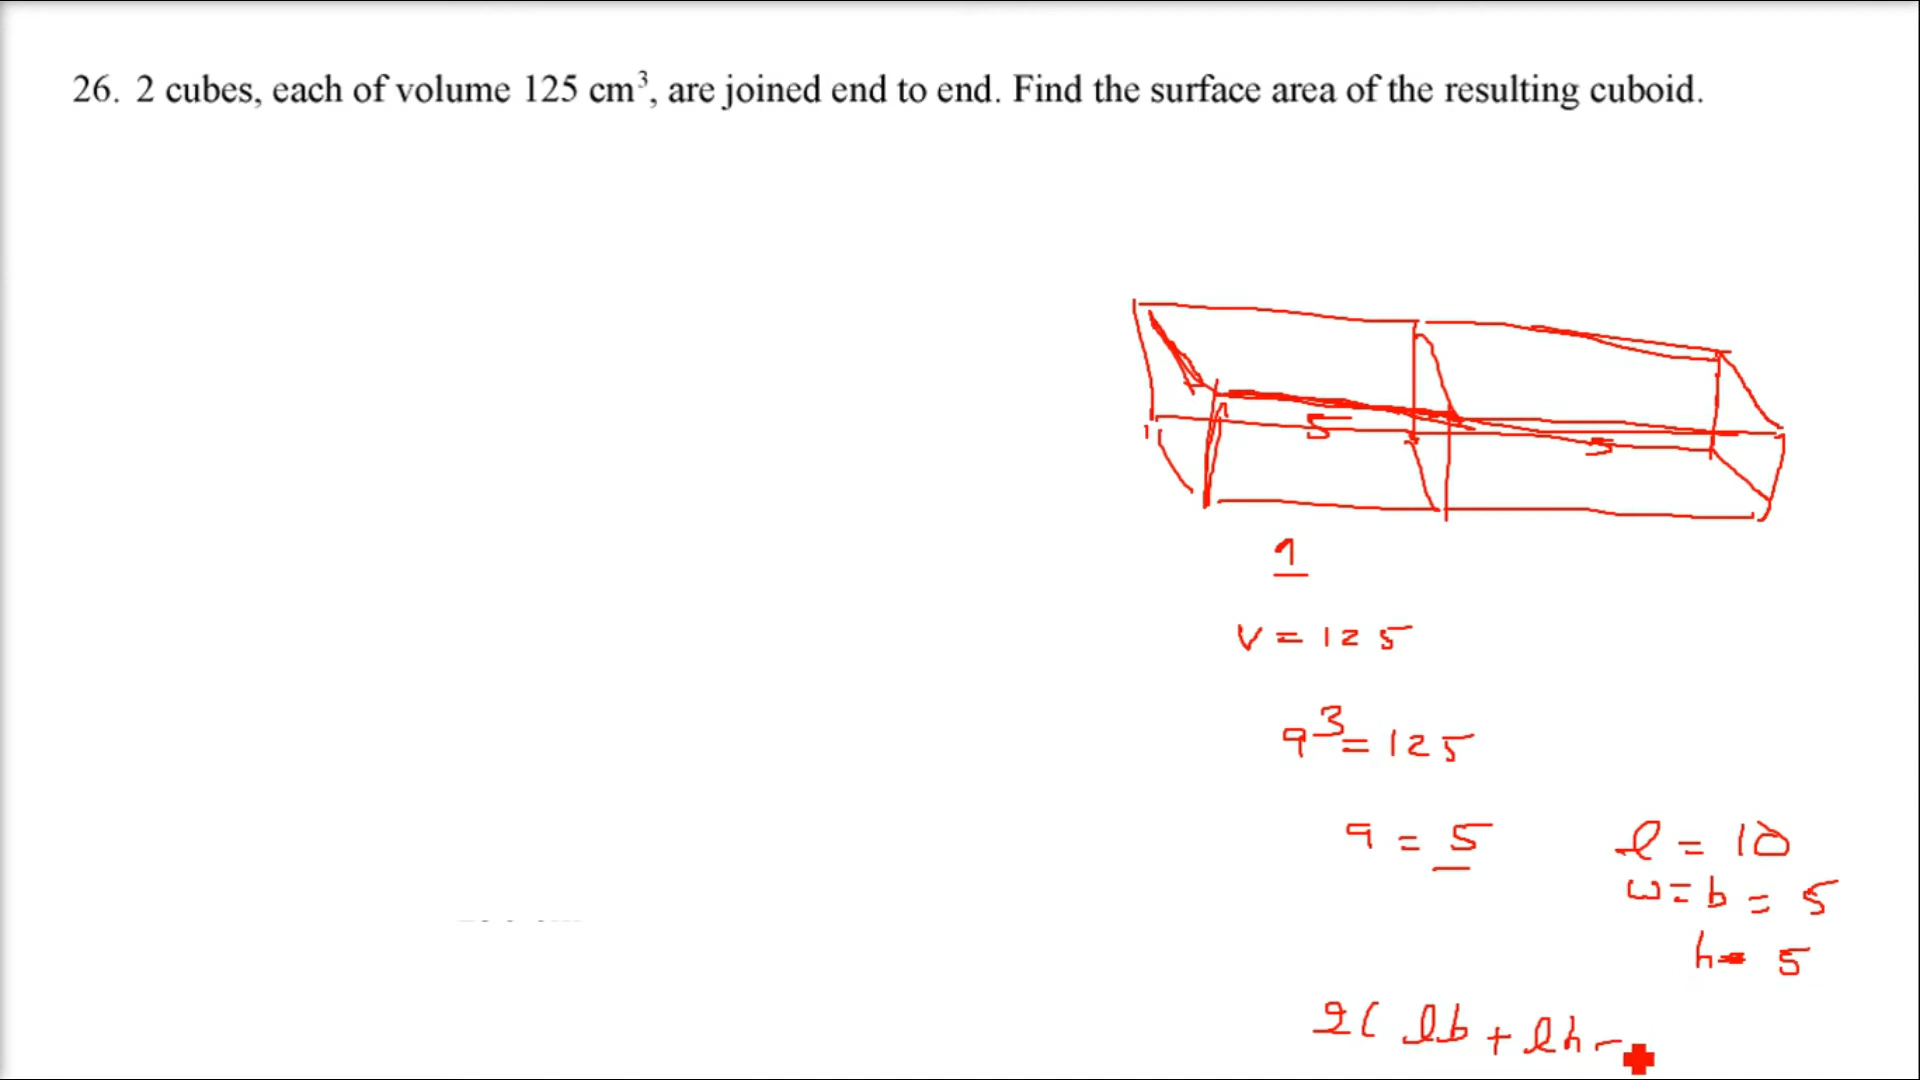 26. 2 cubes, each of volume 125 cm³, are joined end to end. Find the surface area of the resulting cuboid.
5 5
1
V = 125
a³ = 125
a = 5
l = 10
w = b = 5
h = 5
2( lb + lh